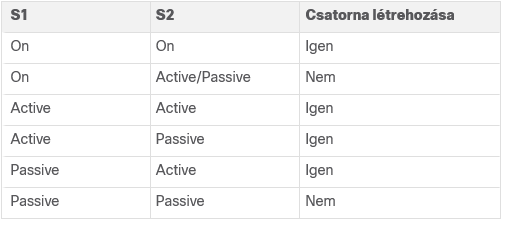 S1 S2 Csatorna létrehozása
On On Igen
On Active/Passive Nem
Active Active Igen
Active Passive Igen
Passive Active Igen
Passive Passive Nem